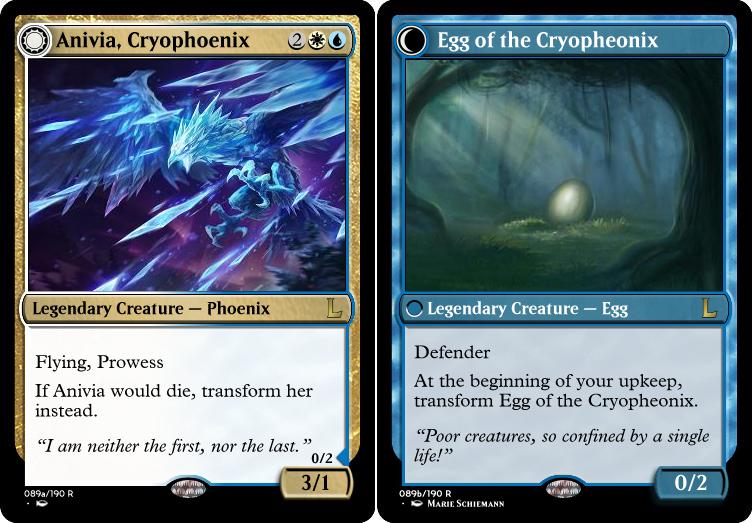 Anivia, Cryophoenix 2
Legendary Creature — Phoenix L
Flying, Prowess
If Anivia would die, transform her
instead.
“I am neither the first, nor the last.”
0/2
3/1
089a/190 R
Egg of the Cryopheonix
Legendary Creature — Egg L
Defender
At the beginning of your upkeep,
transform Egg of the Cryopheonix.
“Poor creatures, so confined by a single
life!”
0/2
089b/190 R
Marie Schiemann